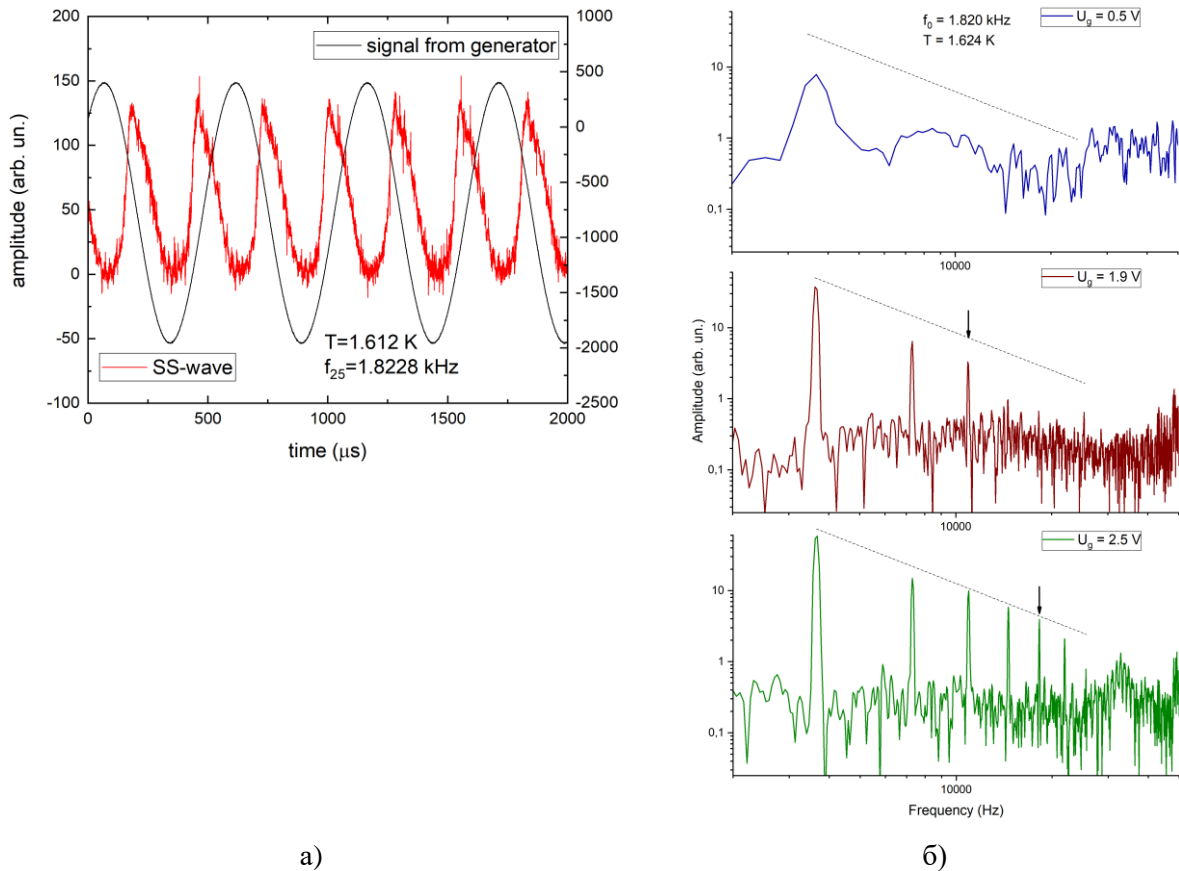 200
150
100
50
0
-50
-100
1000
500
0
-500
-1000
-1500
-2000
-2500
0
500
1000
1500
2000
amplitude (arb. un.)
time (μs)
signal from generator
SS-wave
T=1.612 K
f₂₅=1.8228 kHz
а)
U_g = 0.5 V
f₀ = 1.820 kHz
T = 1.624 K
10
1
0,1
10000
U_g = 1.9 V
10
1
0,1
10000
Amplitude (arb. un.)
U_g = 2.5 V
10
1
0,1
10000
Frequency (Hz)
б)